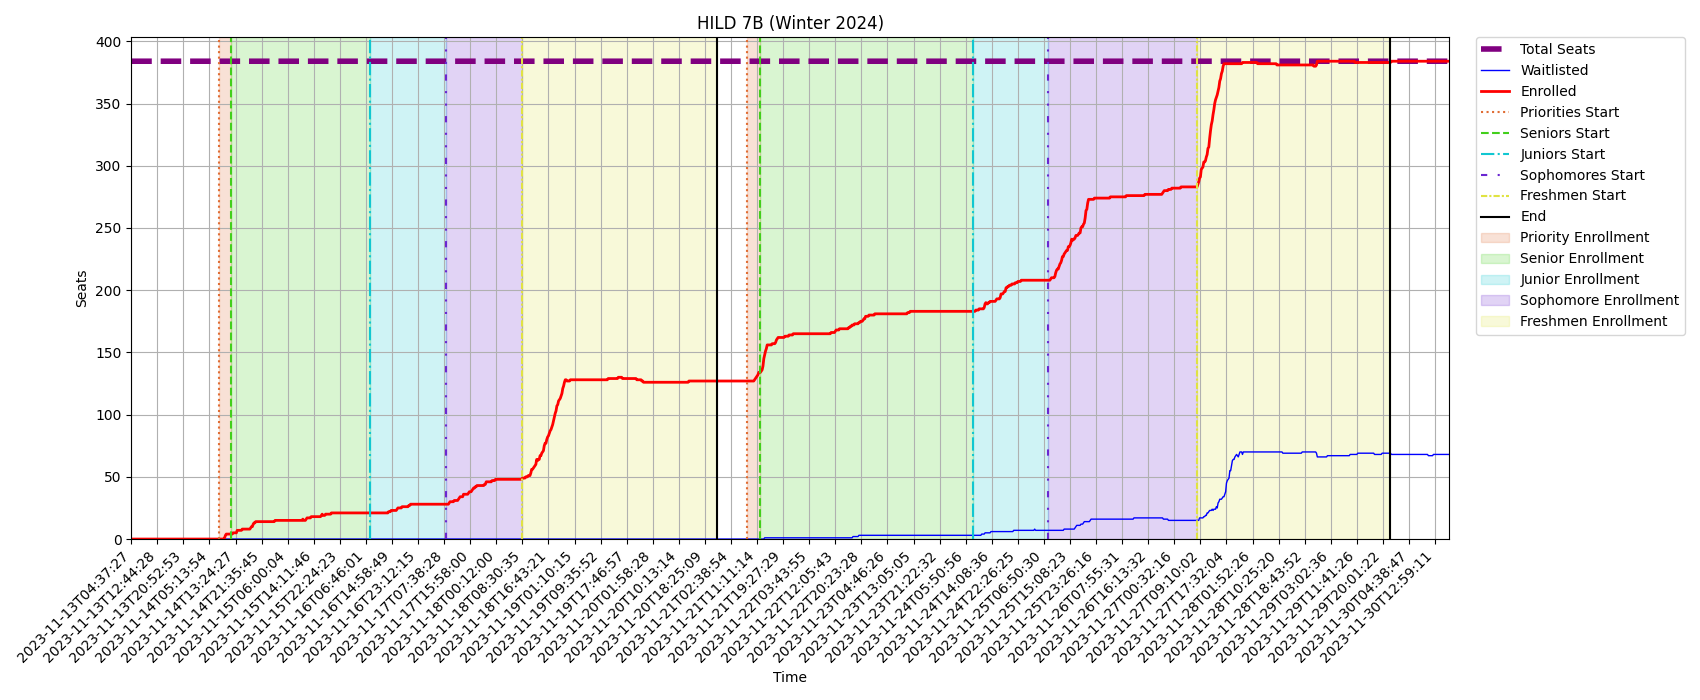 HILD 7B (Winter 2024)
Seats
400
350
300
250
200
150
100
50
0
2023-11-13T04:37:27
2023-11-13T12:44:28
2023-11-13T20:52:53
2023-11-14T05:13:54
2023-11-14T13:24:27
2023-11-14T21:35:45
2023-11-15T06:00:04
2023-11-15T14:11:46
2023-11-15T22:24:23
2023-11-16T06:46:01
2023-11-16T14:58:49
2023-11-16T23:12:15
2023-11-17T07:38:28
2023-11-17T15:58:00
2023-11-18T00:12:00
2023-11-18T08:30:35
2023-11-18T16:43:21
2023-11-19T01:10:15
2023-11-19T09:35:52
2023-11-19T17:46:57
2023-11-20T01:58:28
2023-11-20T10:13:14
2023-11-20T18:25:09
2023-11-21T02:38:54
2023-11-21T11:11:14
2023-11-21T19:27:29
2023-11-22T03:43:55
2023-11-22T12:05:43
2023-11-22T20:23:28
2023-11-23T04:46:26
2023-11-23T13:05:05
2023-11-23T21:22:32
2023-11-24T05:50:56
2023-11-24T14:08:36
2023-11-24T22:26:25
2023-11-25T06:50:30
2023-11-25T15:08:23
2023-11-25T23:26:16
2023-11-26T07:55:31
2023-11-26T16:13:32
2023-11-27T00:32:16
2023-11-27T09:10:02
2023-11-27T17:32:04
2023-11-28T01:52:26
2023-11-28T10:25:20
2023-11-28T18:43:52
2023-11-29T03:02:36
2023-11-29T11:41:26
2023-11-29T20:01:22
2023-11-30T04:38:47
2023-11-30T12:59:11
Time
Total Seats
Waitlisted
Enrolled
Priorities Start
Seniors Start
Juniors Start
Sophomores Start
Freshmen Start
End
Priority Enrollment
Senior Enrollment
Junior Enrollment
Sophomore Enrollment
Freshmen Enrollment